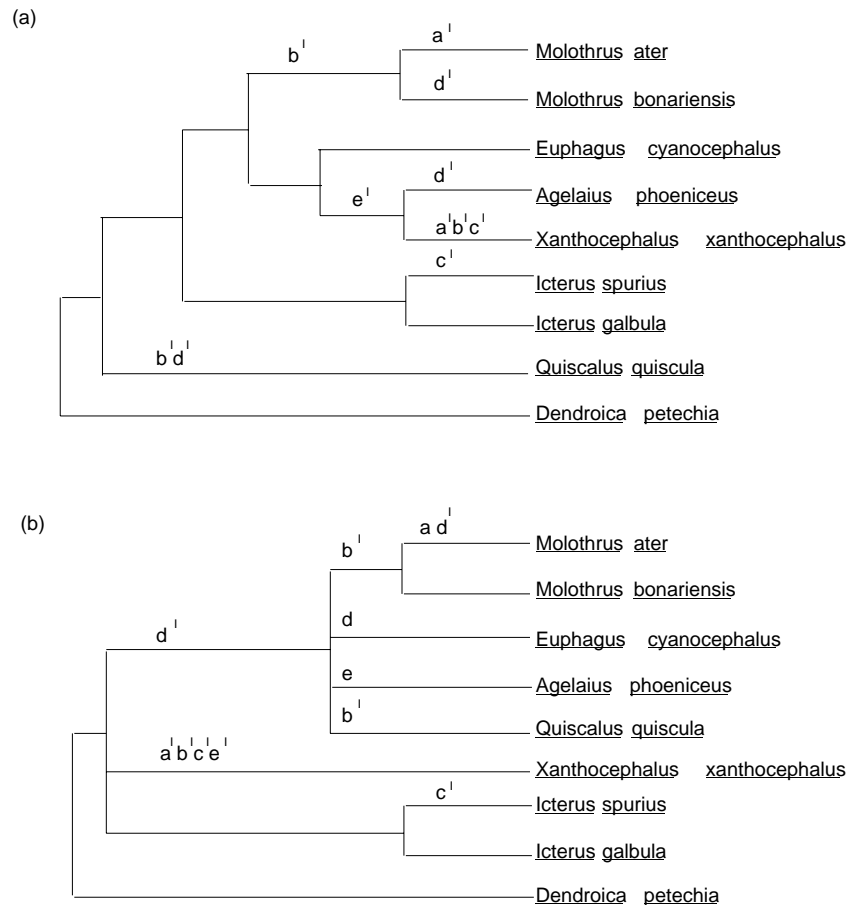 (a)
a'
b'
Molothrus ater
d'
Molothrus bonariensis
Euphagus cyanocephalus
d'
Agelaius phoeniceus
e'
a'b'c'
Xanthocephalus xanthocephalus
c'
Icterus spurius
Icterus galbula
b'd'
Quiscalus quiscula
Dendroica petechia
(b)
a d'
b'
Molothrus ater
Molothrus bonariensis
d
d'
Euphagus cyanocephalus
e
Agelaius phoeniceus
b'
Quiscalus quiscula
a'b'c'e'
Xanthocephalus xanthocephalus
c'
Icterus spurius
Icterus galbula
Dendroica petechia